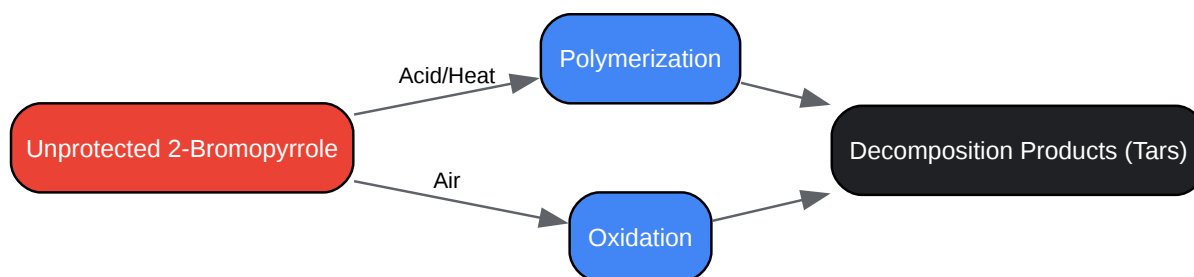 Polymerization
Acid/Heat
Unprotected 2-Bromopyrrole
Decomposition Products (Tars)
Air
Oxidation